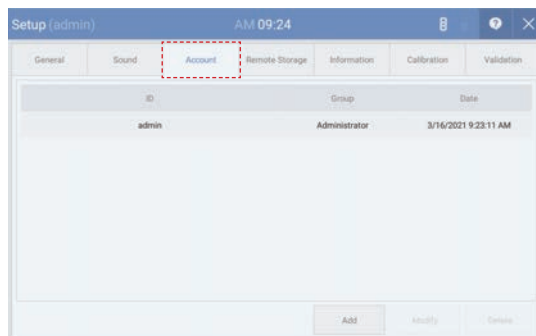 Setup (admin) AM 09:24 ?
General Sound Account Remote Storage Information Calibration Validation
ID Group Date
admin Administrator 3/16/2021 9:23:11 AM
Add Modify Delete